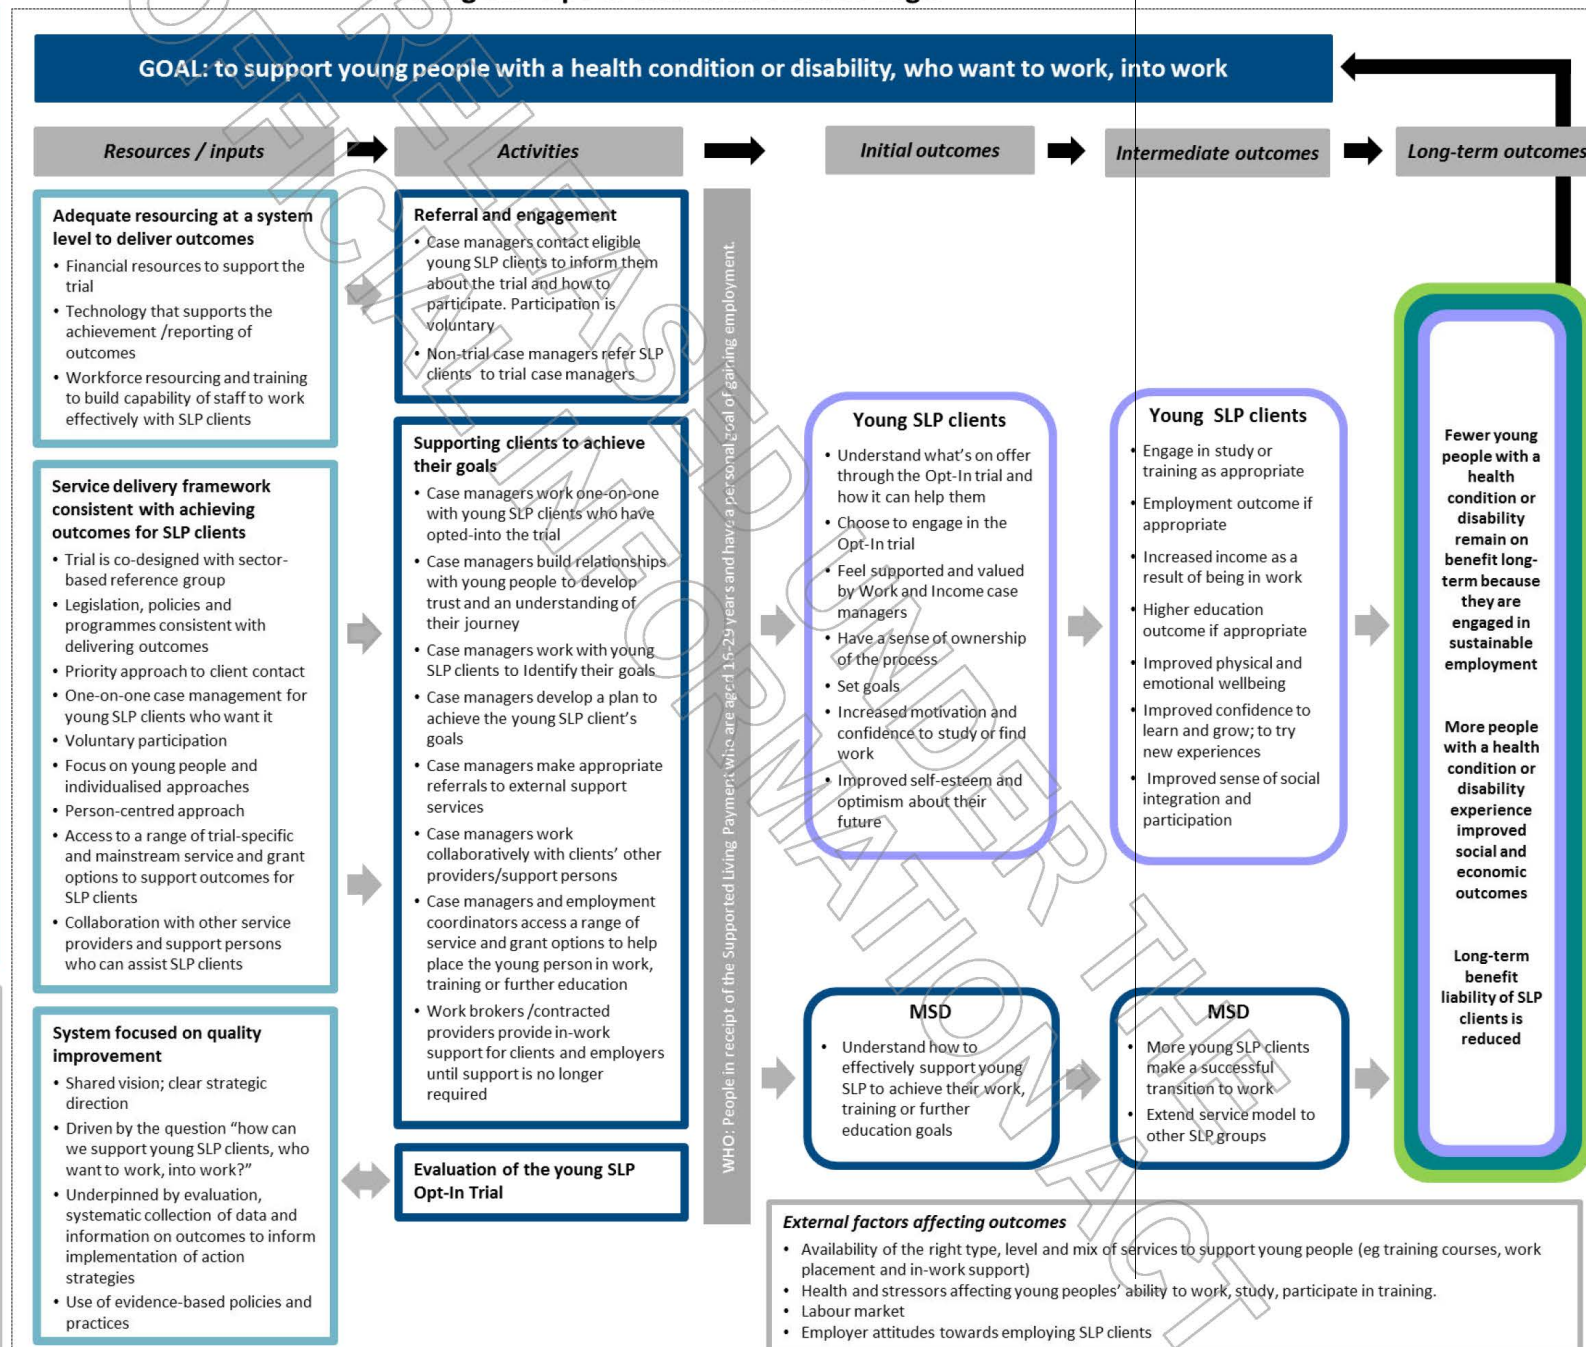 GOAL: to support young people with a health condition or disability, who want to work, into work
Resources / inputs
Activities
Initial outcomes
Intermediate outcomes
Long-term outcomes
Adequate resourcing at a system
level to deliver outcomes
• Financial resources to support the
trial
• Technology that supports the
achievement /reporting of
outcomes
• Workforce resourcing and training
to build capability of staff to work
effectively with SLP clients
Service delivery framework
consistent with achieving
outcomes for SLP clients
• Trial is co-designed with sector-
based reference group
• Legislation, policies and
programmes consistent with
delivering outcomes
• Priority approach to client contact
• One-on-one case management for
young SLP clients who want it
• Voluntary participation
• Focus on young people and
individualised approaches
• Person-centred approach
• Access to a range of trial-specific
and mainstream service and grant
options to support outcomes for
SLP clients
• Collaboration with other service
providers and support persons
who can assist SLP clients
System focused on quality
improvement
• Shared vision; clear strategic
direction
• Driven by the question “how can
we support young SLP clients, who
want to work, into work?”
• Underpinned by evaluation,
systematic collection of data and
information on outcomes to inform
implementation of action
strategies
• Use of evidence-based policies and
practices
Referral and engagement
• Case managers contact eligible
young SLP clients to inform them
about the trial and how to
participate. Participation is
voluntary
• Non-trial case managers refer SLP
clients to trial case managers
Supporting clients to achieve
their goals
• Case managers work one-on-one
with young SLP clients who have
opted-into the trial
• Case managers build relationships
with young people to develop
trust and an understanding of
their journey
• Case managers work with young
SLP clients to Identify their goals
• Case managers develop a plan to
achieve the young SLP client’s
goals
• Case managers make appropriate
referrals to external support
services
• Case managers work
collaboratively with clients’ other
providers/support persons
• Case managers and employment
coordinators access a range of
service and grant options to help
place the young person in work,
training or further education
• Work brokers /contracted
providers provide in-work
support for clients and employers
until support is no longer
required
Evaluation of the young SLP
Opt-In Trial
WHO: People in receipt of the Supported Living Payment who are aged 16-29 years and have a personal goal of gaining employment.
Young SLP clients
• Understand what’s on offer
through the Opt-In trial and
how it can help them
• Choose to engage in the
Opt-In trial
• Feel supported and valued
by Work and Income case
managers
• Have a sense of ownership
of the process
• Set goals
• Increased motivation and
confidence to study or find
work
• Improved self-esteem and
optimism about their
future
MSD
• Understand how to
effectively support young
SLP to achieve their work,
training or further
education goals
Young SLP clients
• Engage in study or
training as appropriate
• Employment outcome if
appropriate
• Increased income as a
result of being in work
• Higher education
outcome if appropriate
• Improved physical and
emotional wellbeing
• Improved confidence to
learn and grow; to try
new experiences
• Improved sense of social
integration and
participation
MSD
• More young SLP clients
make a successful
transition to work
• Extend service model to
other SLP groups
Fewer young
people with a
health
condition or
disability
remain on
benefit long-
term because
they are
engaged in
sustainable
employment
More people
with a health
condition or
disability
experience
improved
social and
economic
outcomes
Long-term
benefit
liability of SLP
clients is
reduced
External factors affecting outcomes
• Availability of the right type, level and mix of services to support young people (eg training courses, work
placement and in-work support)
• Health and stressors affecting young peoples’ ability to work, study, participate in training.
• Labour market
• Employer attitudes towards employing SLP clients
RELEASED UNDER THE
OFFICIAL INFORMATION ACT